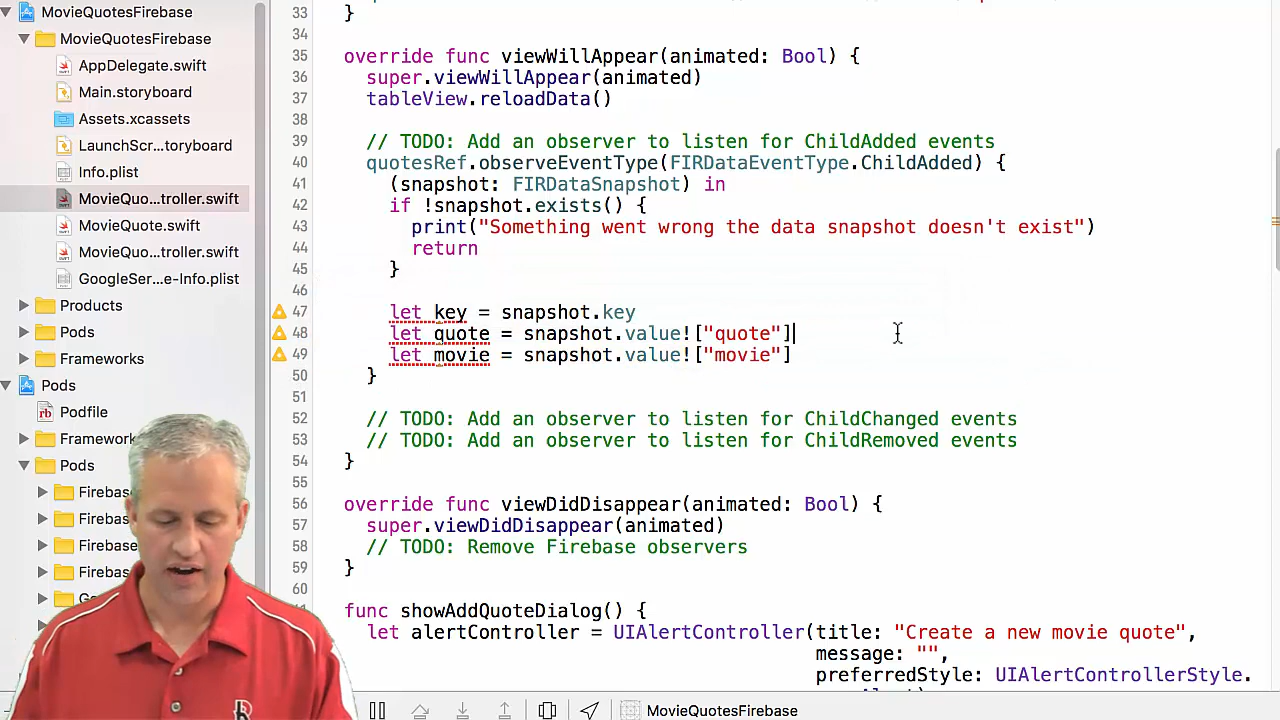 MovieQuotesFirebase
MovieQuotesFirebase
AppDelegate.swift
Main.storyboard
Assets.xcassets
LaunchScr...toryboard
Info.plist
MovieQuo...troller.swift
MovieQuote.swift
MovieQuo...troller.swift
GoogleSer...e-Info.plist
Products
Pods
Frameworks
Pods
Podfile
Framework
Pods
Fireba
Fireba
Firebase
Fireba
33 }
34
35 override func viewWillAppear(animated: Bool) {
36 super.viewWillAppear(animated)
37 tableView.reloadData()
38
39 // TODO: Add an observer to listen for ChildAdded events
40 quotesRef.observeEventType(FIRDataEventType.ChildAdded) {
41 (snapshot: FIRDataSnapshot) in
42 if !snapshot.exists() {
43 print("Something went wrong the data snapshot doesn't exist")
44 return
45 }
46
47 let key = snapshot.key
48 let quote = snapshot.value!["quote"]
49 let movie = snapshot.value!["movie"]
50 }
51
52 // TODO: Add an observer to listen for ChildChanged events
53 // TODO: Add an observer to listen for ChildRemoved events
54 }
55
56 override func viewDidDisappear(animated: Bool) {
57 super.viewDidDisappear(animated)
58 // TODO: Remove Firebase observers
59 }
60
func showAddQuoteDialog() {
let alertController = UIAlertController(title: "Create a new movie quote",
message: "",
preferredStyle: UIAlertControllerStyle.
MovieQuotesFirebase